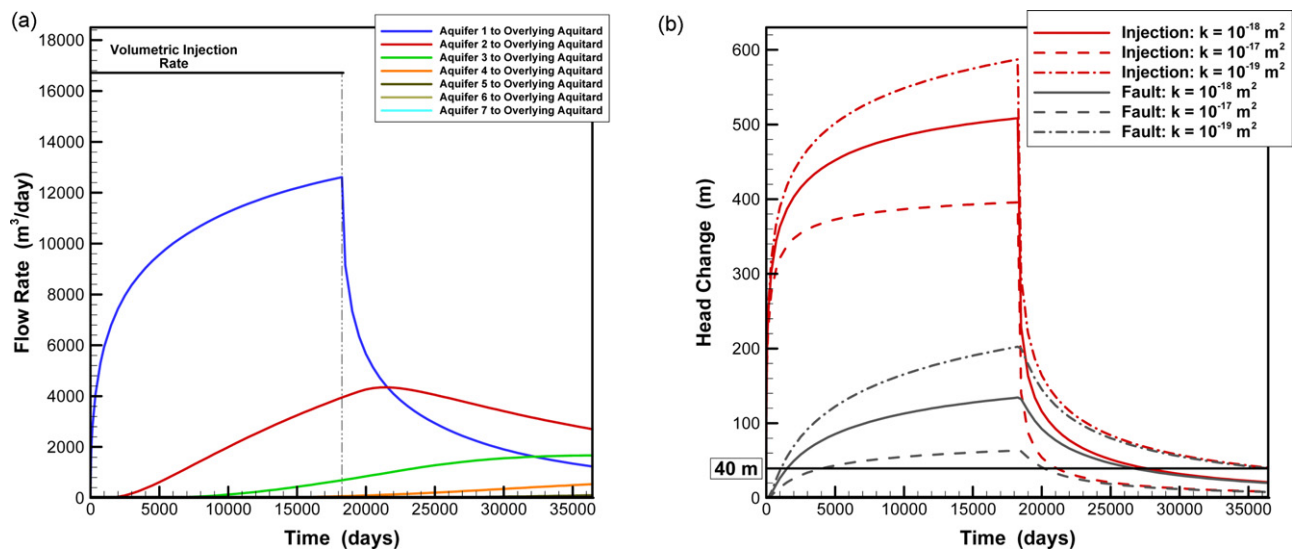 (a)
Volumetric Injection
Rate
Aquifer 1 to Overlying Aquitard
Aquifer 2 to Overlying Aquitard
Aquifer 3 to Overlying Aquitard
Aquifer 4 to Overlying Aquitard
Aquifer 5 to Overlying Aquitard
Aquifer 6 to Overlying Aquitard
Aquifer 7 to Overlying Aquitard
18000
16000
14000
12000
10000
8000
6000
4000
2000
0
Flow Rate (m³/day)
0 5000 10000 15000 20000 25000 30000 35000
Time (days)
(b)
Injection: k = 10⁻¹⁸ m²
Injection: k = 10⁻¹⁷ m²
Injection: k = 10⁻¹⁹ m²
Fault: k = 10⁻¹⁸ m²
Fault: k = 10⁻¹⁷ m²
Fault: k = 10⁻¹⁹ m²
600
500
400
300
200
100
40 m
0
Head Change (m)
0 5000 10000 15000 20000 25000 30000 35000
Time (days)